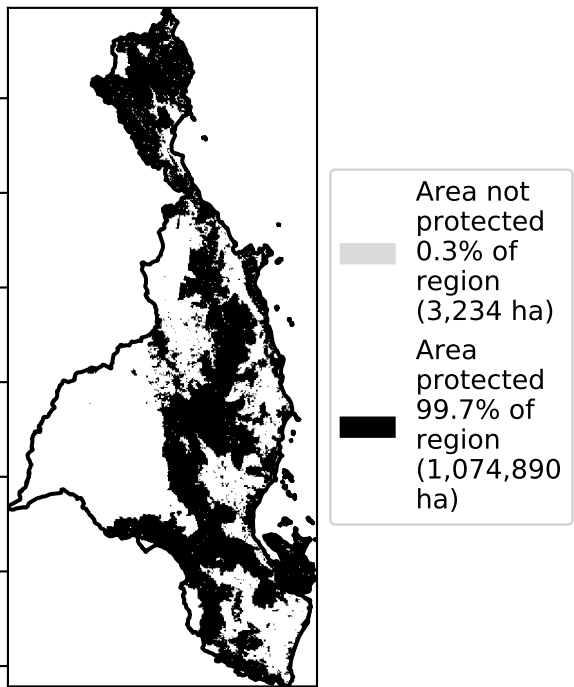 Area not
protected
0.3% of
region
(3,234 ha)
Area
protected
99.7% of
region
(1,074,890
ha)